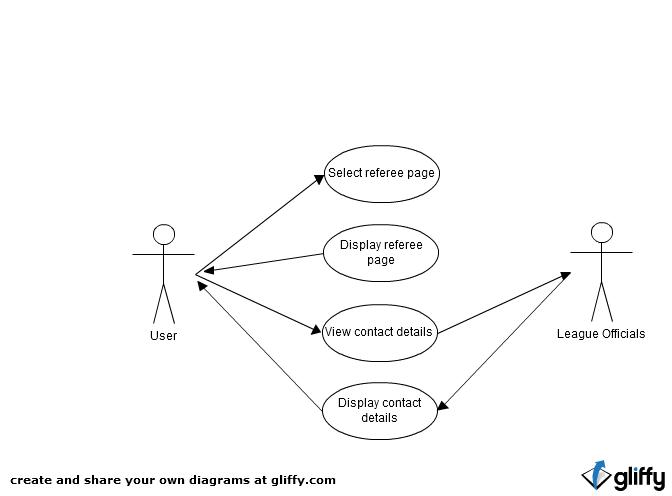 Select referee page
Display referee
page
View contact details
Display contact
details
User
League Officials
create and share your own diagrams at gliffy.com
gliffy